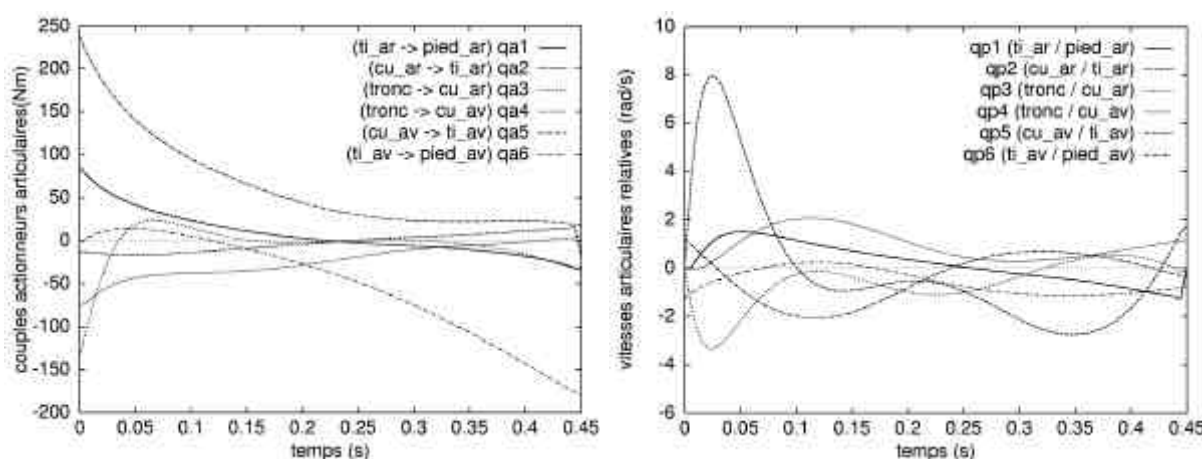 couples actionneurs articulaires(Nm)
250
200
150
100
50
0
-50
-100
-150
-200
(ti_ar -> pied_ar) qa1
(cu_ar -> ti_ar) qa2
(tronc -> cu_ar) qa3
(tronc -> cu_av) qa4
(cu_av -> ti_av) qa5
(ti_av -> pied_av) qa6
0 0.05 0.1 0.15 0.2 0.25 0.3 0.35 0.4 0.45
temps (s)
vitesses articulaires relatives (rad/s)
10
8
6
4
2
0
-2
-4
-6
qp1 (ti_ar / pied_ar)
qp2 (cu_ar / ti_ar)
qp3 (tronc / cu_ar)
qp4 (tronc / cu_av)
qp5 (cu_av / ti_av)
qp6 (ti_av / pied_av)
0 0.05 0.1 0.15 0.2 0.25 0.3 0.35 0.4 0.45
temps (s)